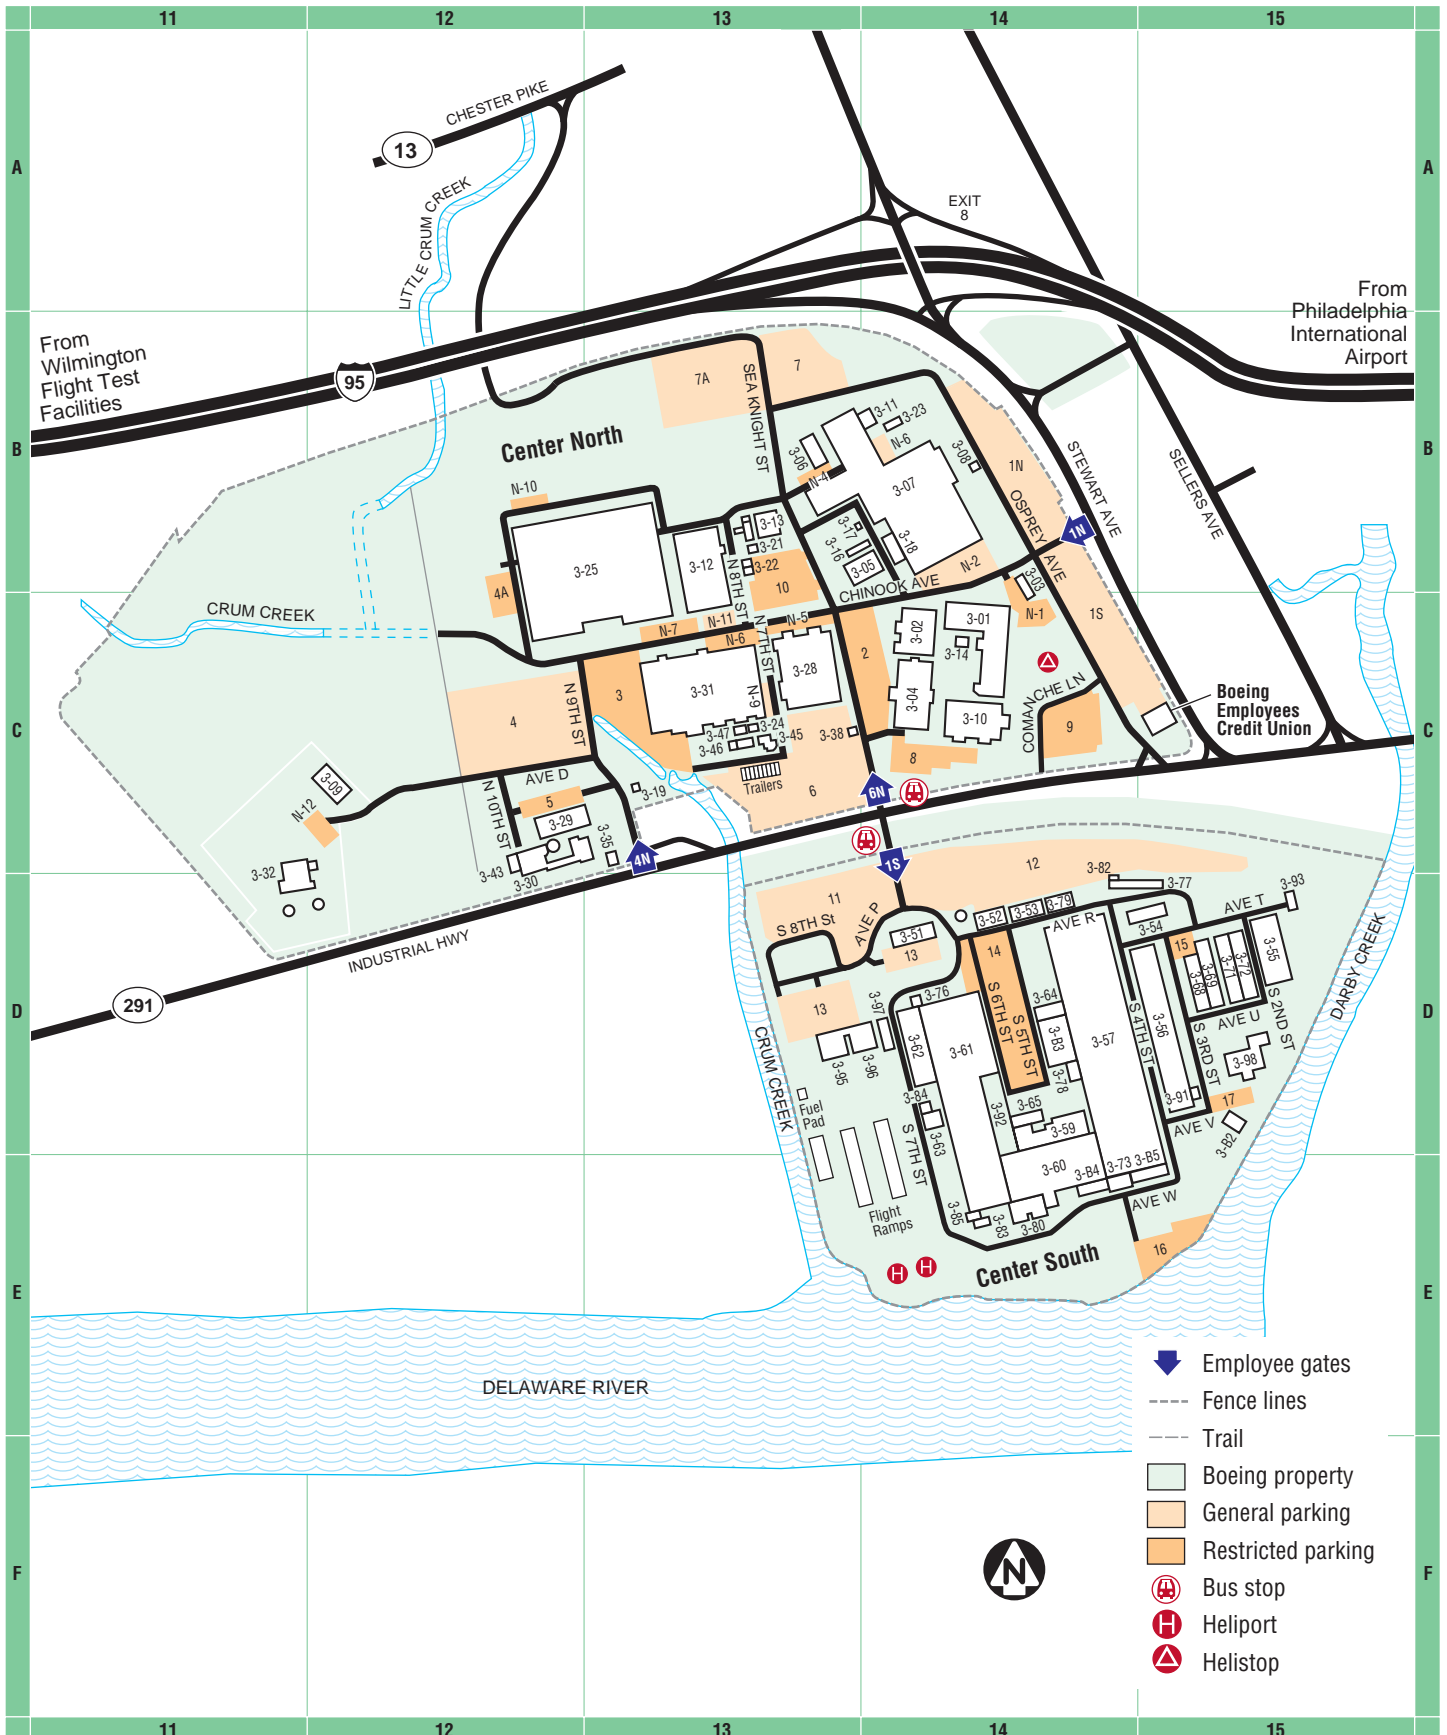 11 12 13 14 15
A
A
B
B
C
C
D
D
E
E
F
F
CHESTER PIKE
13
LITTLE CRUM CREEK
EXIT
8
From
Philadelphia
International
Airport
From
Wilmington
Flight Test
Facilities
95
7A
SEA KNIGHT ST
7
Center North
3-11
3-23
N-6
3-06
N-4
3-08
3-07
1N
STEWART AVE
SELLERS AVE
OSPREY AVE
1N
N-10
3-13
3-21
3-22
3-25
3-12
N 8TH ST
10
3-17
3-16
3-18
3-05
N-2
CHINOOK AVE
3-03
N-1
1S
4A
CRUM CREEK
N-7
N-11
N-6
N-5
N 7TH ST
3-28
2
3-02
3-01
3-14
3-04
3-10
COMANCHE LN
9
Boeing
Employees
Credit Union
4
N 9TH ST
3
3-31
N-9
3-24
3-47
3-46
3-45
3-38
8
Trailers
6
6N
3-09
N-12
AVE D
N 10TH ST
5
3-29
3-35
3-19
3-43
3-30
4N
3-32
1S
12
3-82
3-77
3-93
11
S 8TH St
AVE P
3-51
13
3-52
3-53
3-79
AVE R
3-54
AVE T
INDUSTRIAL HWY
291
14
15
3-55
3-68
3-69
3-71
3-72
S 2ND ST
DARBY CREEK
13
3-97
3-76
S 6TH ST
S 5TH ST
3-64
3-B3
3-78
3-57
S 4TH ST
3-56
S 3RD ST
AVE U
3-98
3-95
3-96
3-62
3-61
CRUM CREEK
Fuel
Pad
3-84
3-63
S 7TH ST
3-92
3-65
3-59
3-91
17
AVE V
3-B2
3-60
3-B4
3-73
3-B5
Flight
Ramps
3-85
3-83
3-80
AVE W
16
Center South
H
H
DELAWARE RIVER
Employee gates
Fence lines
Trail
Boeing property
General parking
Restricted parking
Bus stop
H Heliport
Helistop
N
11 12 13 14 15